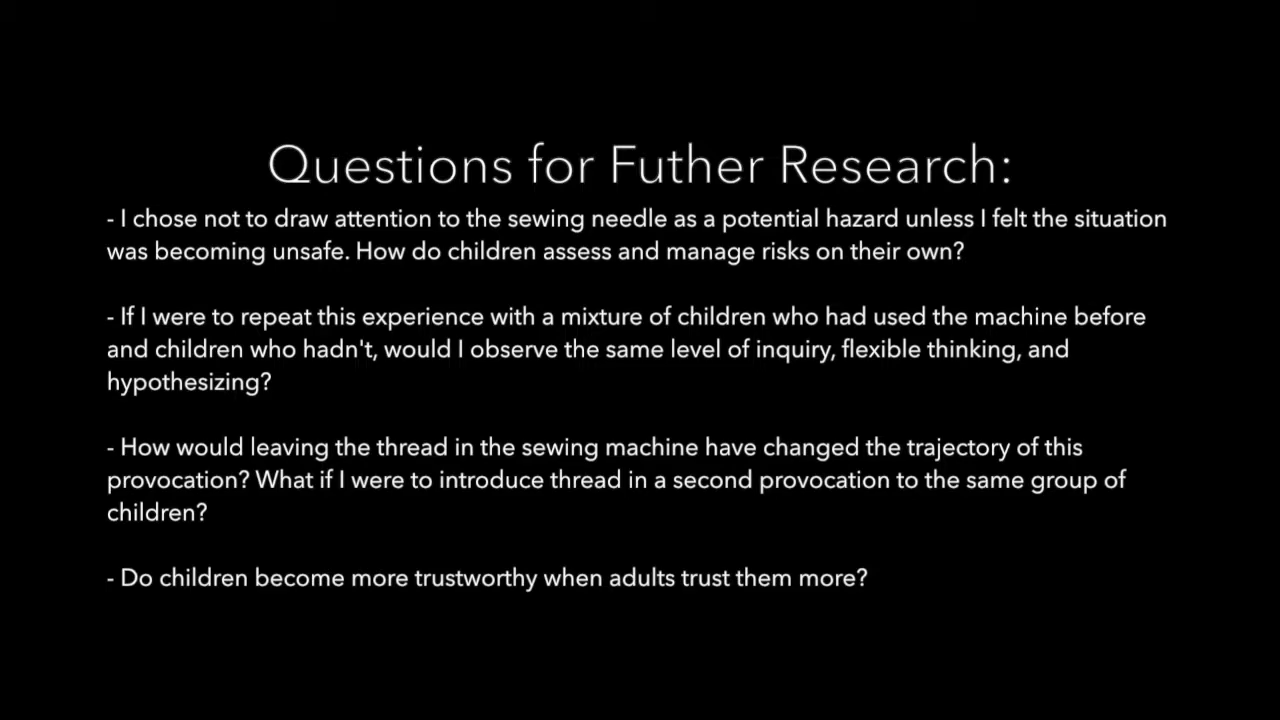 Questions for Futher Research:
- I chose not to draw attention to the sewing needle as a potential hazard unless I felt the situation
was becoming unsafe. How do children assess and manage risks on their own?
- If I were to repeat this experience with a mixture of children who had used the machine before
and children who hadn't, would I observe the same level of inquiry, flexible thinking, and
hypothesizing?
- How would leaving the thread in the sewing machine have changed the trajectory of this
provocation? What if I were to introduce thread in a second provocation to the same group of
children?
- Do children become more trustworthy when adults trust them more?